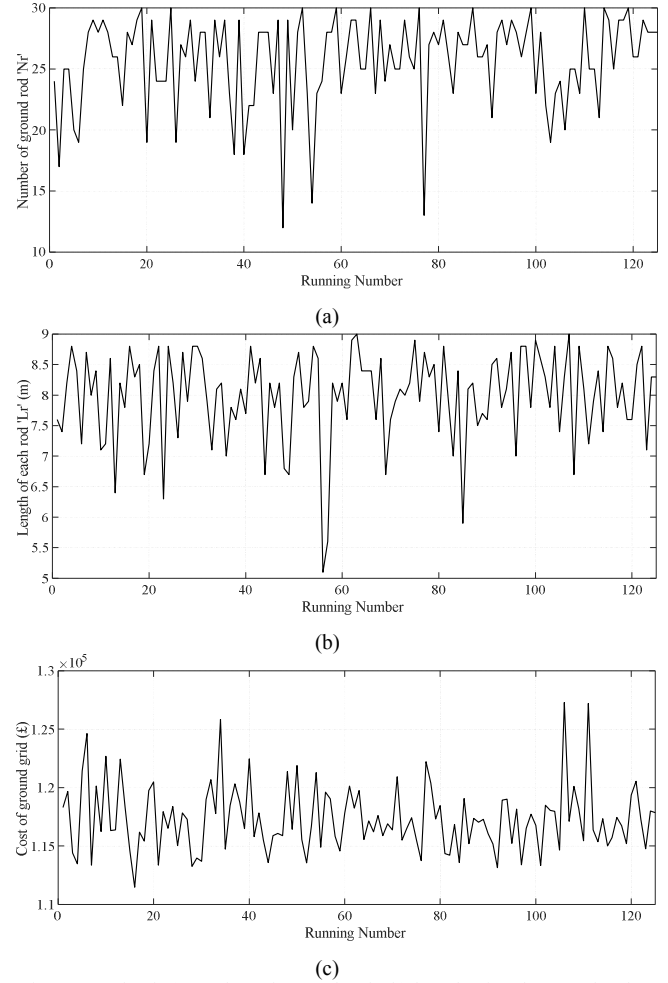 30
25
20
15
10
Number of ground rod 'Nr'
0 20 40 60 80 100 120
Running Number
(a)
9
8.5
8
7.5
7
6.5
6
5.5
5
Length of each rod 'Lr' (m)
0 20 40 60 80 100 120
Running Number
(b)
×10⁵
1.3
1.25
1.2
1.15
1.1
Cost of ground grid (£)
0 20 40 60 80 100 120
Running Number
(c)